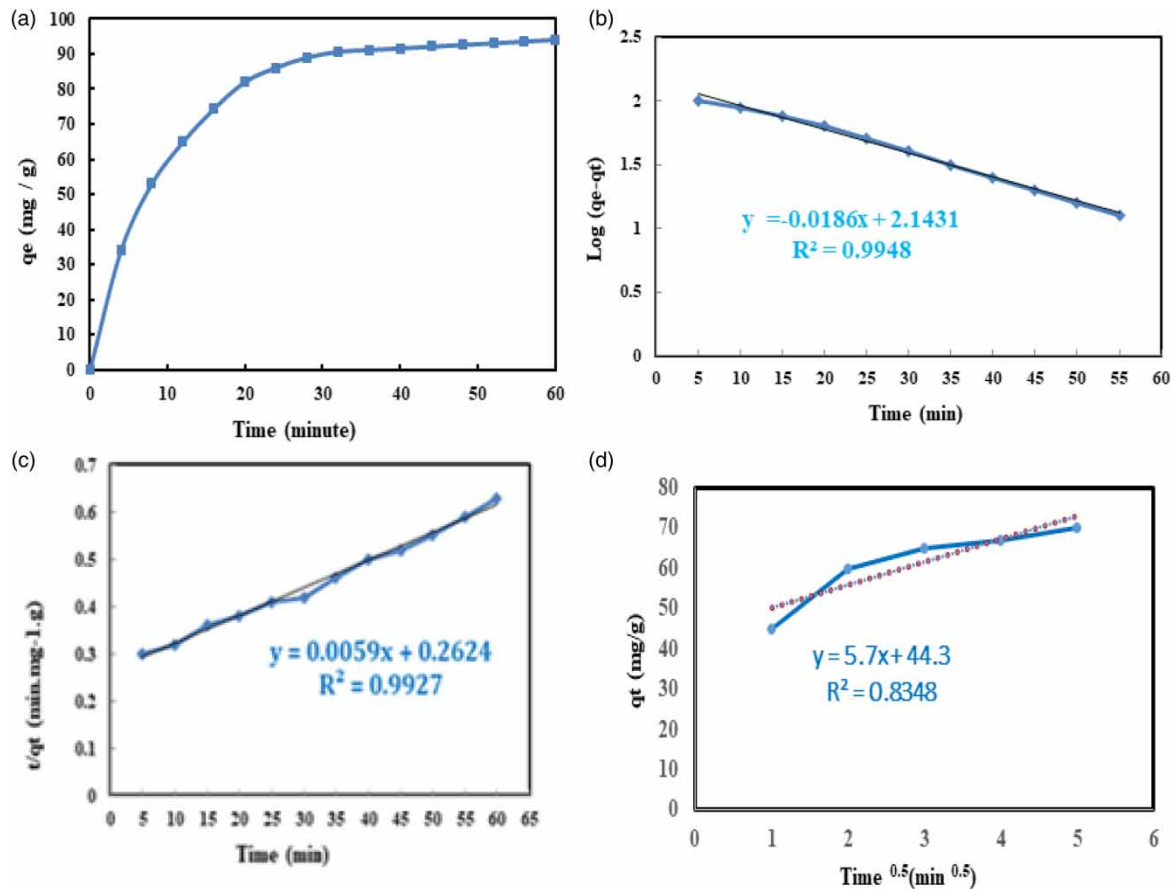 (a)
100
90
80
70
60
50
40
30
20
10
0
qe (mg / g)
0 10 20 30 40 50 60
Time (minute)
(b)
2.5
2
1.5
1
0.5
0
Log (qe-qt)
y =-0.0186x + 2.1431
R² = 0.9948
0 5 10 15 20 25 30 35 40 45 50 55 60
Time (min)
(c)
0.7
0.6
0.5
0.4
0.3
0.2
0.1
0
t/qt (min.mg-1.g)
y = 0.0059x + 0.2624
R² = 0.9927
0 5 10 15 20 25 30 35 40 45 50 55 60 65
Time (min)
(d)
80
70
60
50
40
30
20
10
0
qt (mg/g)
y = 5.7x+ 44.3
R² = 0.8348
0 1 2 3 4 5 6
Time ⁰·⁵(min ⁰·⁵)